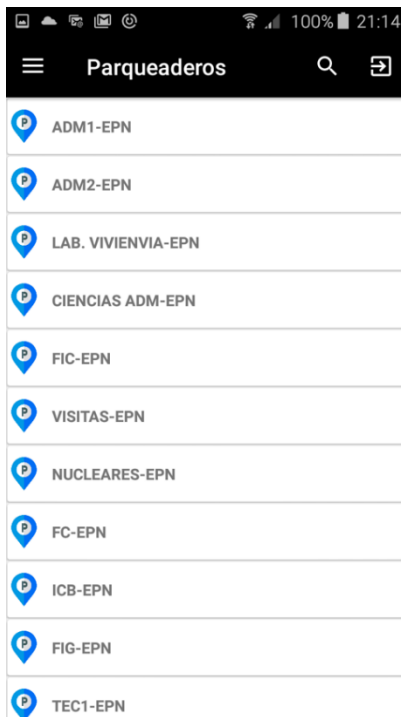 100% 21:14
Parqueaderos
P ADM1-EPN
P ADM2-EPN
P LAB. VIVIENVIA-EPN
P CIENCIAS ADM-EPN
P FIC-EPN
P VISITAS-EPN
P NUCLEARES-EPN
P FC-EPN
P ICB-EPN
P FIG-EPN
P TEC1-EPN